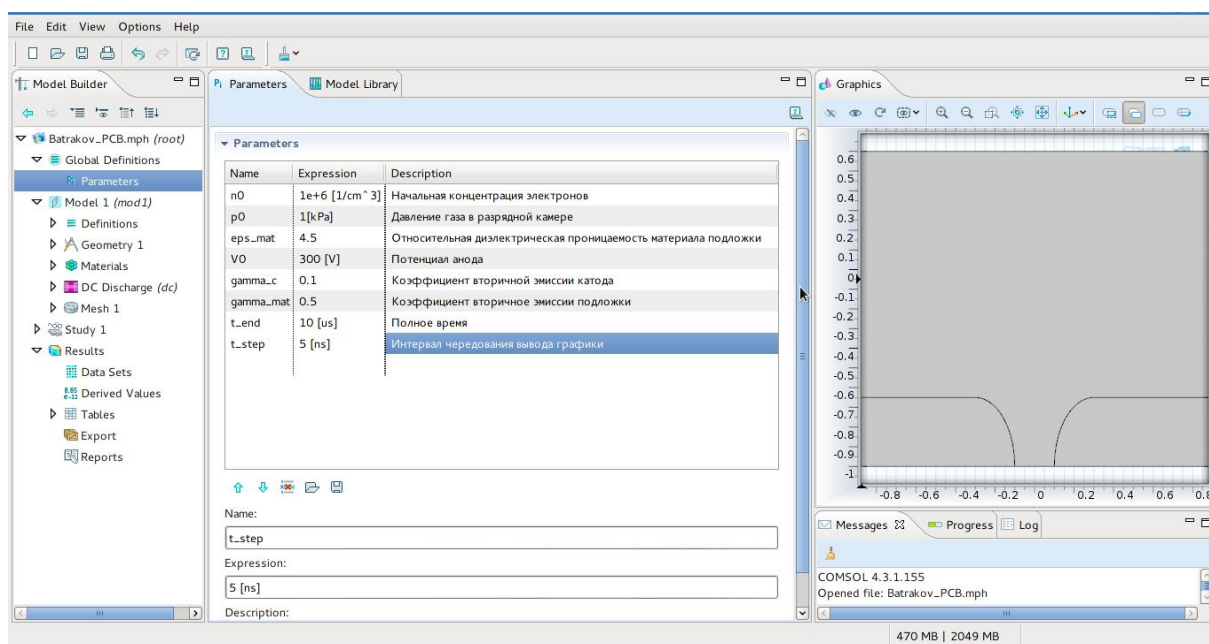 File Edit View Options Help
Model Builder
Parameters
Model Library
Graphics
Batrakov_PCB.mph (root)
Global Definitions
Parameters
Model 1 (mod1)
Definitions
Geometry 1
Materials
DC Discharge (dc)
Mesh 1
Study 1
Results
Data Sets
8.85 e-12 Derived Values
Tables
Export
Reports
Parameters
Name Expression Description
n0 1e+6 [1/cm^3] Начальная концентрация электронов
p0 1[kPa] Давление газа в разрядной камере
eps_mat 4.5 Относительная диэлектрическая проницаемость материала подложки
V0 300 [V] Потенциал анода
gamma_c 0.1 Коэффициент вторичной эмиссии катода
gamma_mat 0.5 Коэффициент вторичное эмиссии подложки
t_end 10 [us] Полное время
t_step 5 [ns] Интервал чередования вывода графики
Name:
t_step
Expression:
5 [ns]
Description:
0.6
0.5
0.4
0.3
0.2
0.1
0
-0.1
-0.2
-0.3
-0.4
-0.5
-0.6
-0.7
-0.8
-0.9
-1
-0.8 -0.6 -0.4 -0.2 0 0.2 0.4 0.6 0.8
Messages Progress Log
COMSOL 4.3.1.155
Opened file: Batrakov_PCB.mph
470 MB | 2049 MB